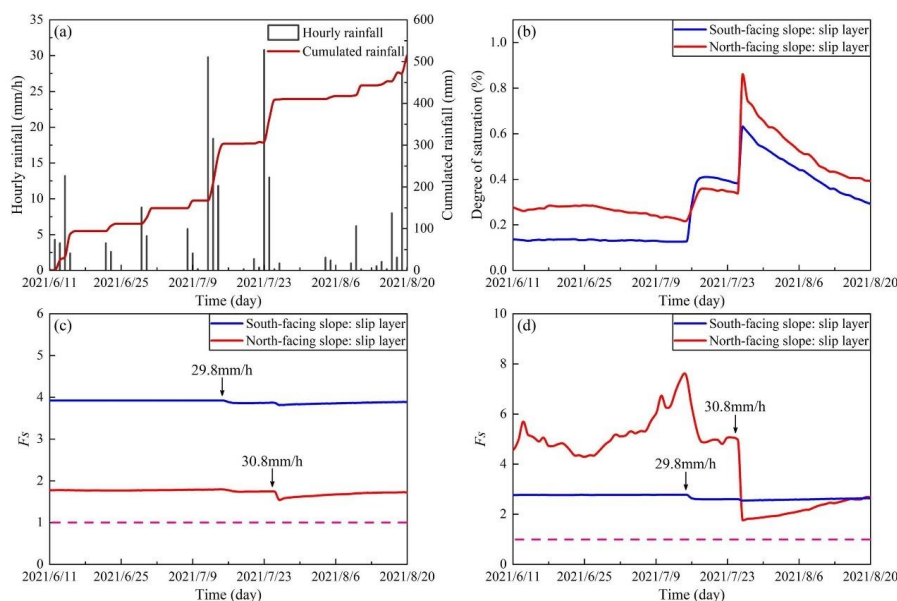 (a)
Hourly rainfall
Cumulated rainfall
Hourly rainfall (mm/h)
35
30
25
20
15
10
5
0
600
500
400
300
200
100
0
Cumulated rainfall (mm)
2021/6/11 2021/6/25 2021/7/9 2021/7/23 2021/8/6 2021/8/20
Time (day)
(b)
South-facing slope: slip layer
North-facing slope: slip layer
Degree of saturation (%)
1.0
0.8
0.6
0.4
0.2
0.0
2021/6/11 2021/6/25 2021/7/9 2021/7/23 2021/8/6 2021/8/20
Time (day)
(c)
South-facing slope: slip layer
North-facing slope: slip layer
Fs
6
5
4
3
2
1
0
29.8mm/h
30.8mm/h
2021/6/11 2021/6/25 2021/7/9 2021/7/23 2021/8/6 2021/8/20
Time (day)
(d)
South-facing slope: slip layer
North-facing slope: slip layer
Fs
10
8
6
4
2
0
30.8mm/h
29.8mm/h
2021/6/11 2021/6/25 2021/7/9 2021/7/23 2021/8/6 2021/8/20
Time (day)